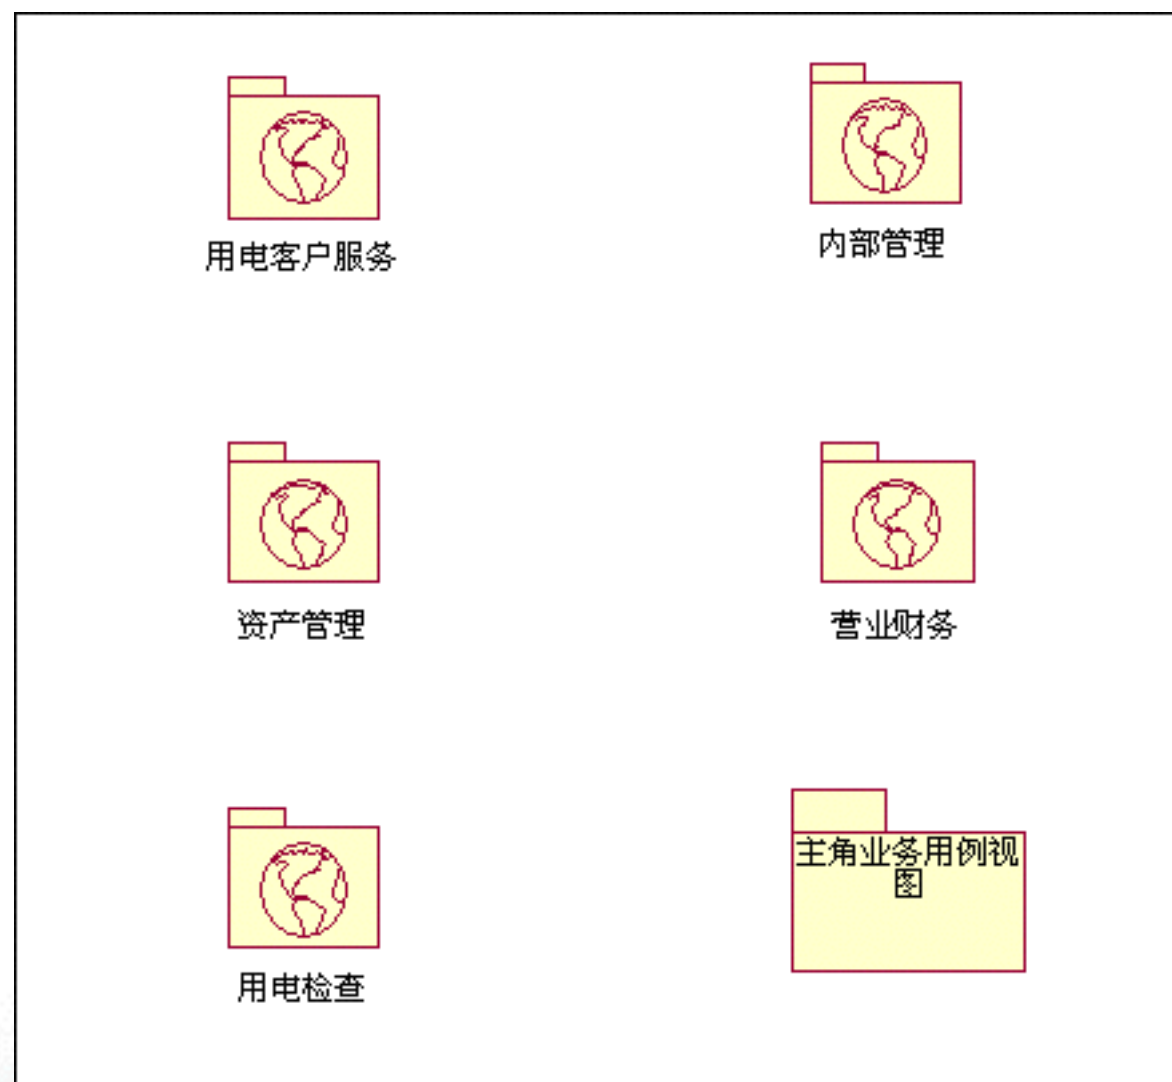 用电客户服务
内部管理
资产管理
营业财务
用电检查
主角业务用例视
图